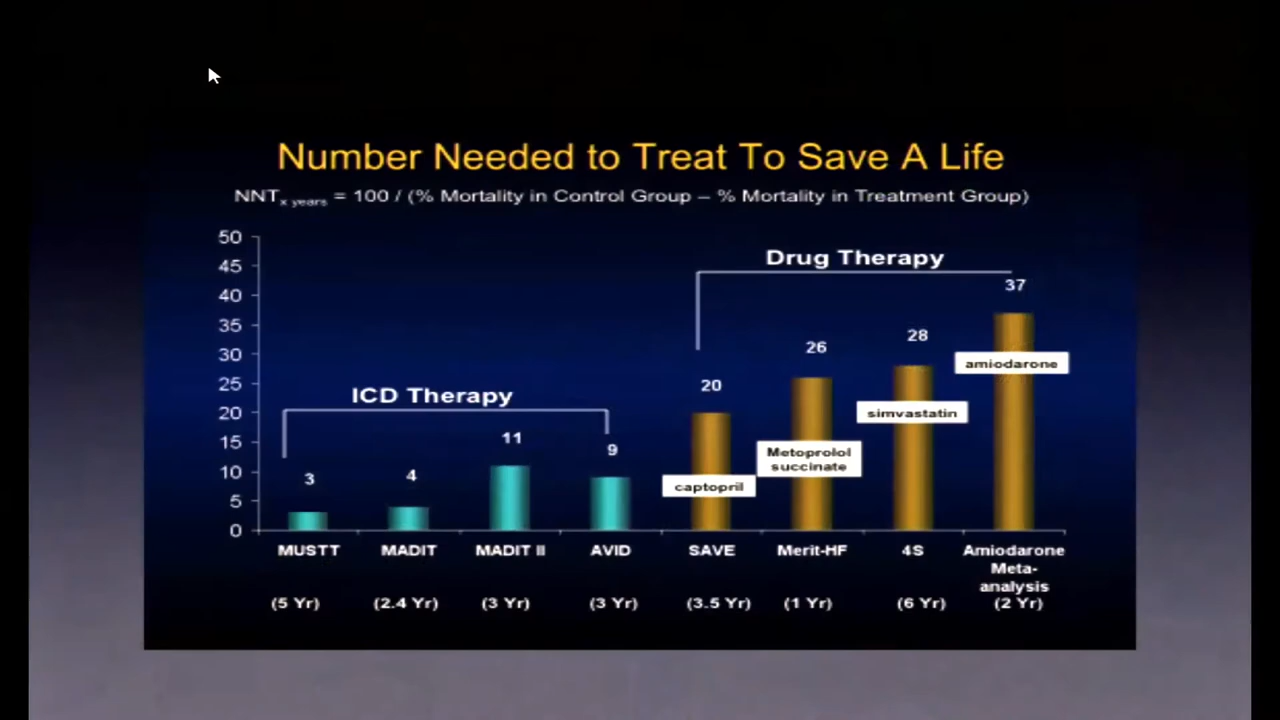 Number Needed to Treat To Save A Life
NNTx years = 100 / (% Mortality in Control Group – % Mortality in Treatment Group)
50
45
40
35
30
25
20
15
10
5
0
ICD Therapy
Drug Therapy
3
4
11
9
20
26
28
37
captopril
Metoprolol
succinate
simvastatin
amiodarone
MUSTT
MADIT
MADIT II
AVID
SAVE
Merit-HF
4S
Amiodarone
Meta-
analysis
(5 Yr)
(2.4 Yr)
(3 Yr)
(3 Yr)
(3.5 Yr)
(1 Yr)
(6 Yr)
(2 Yr)